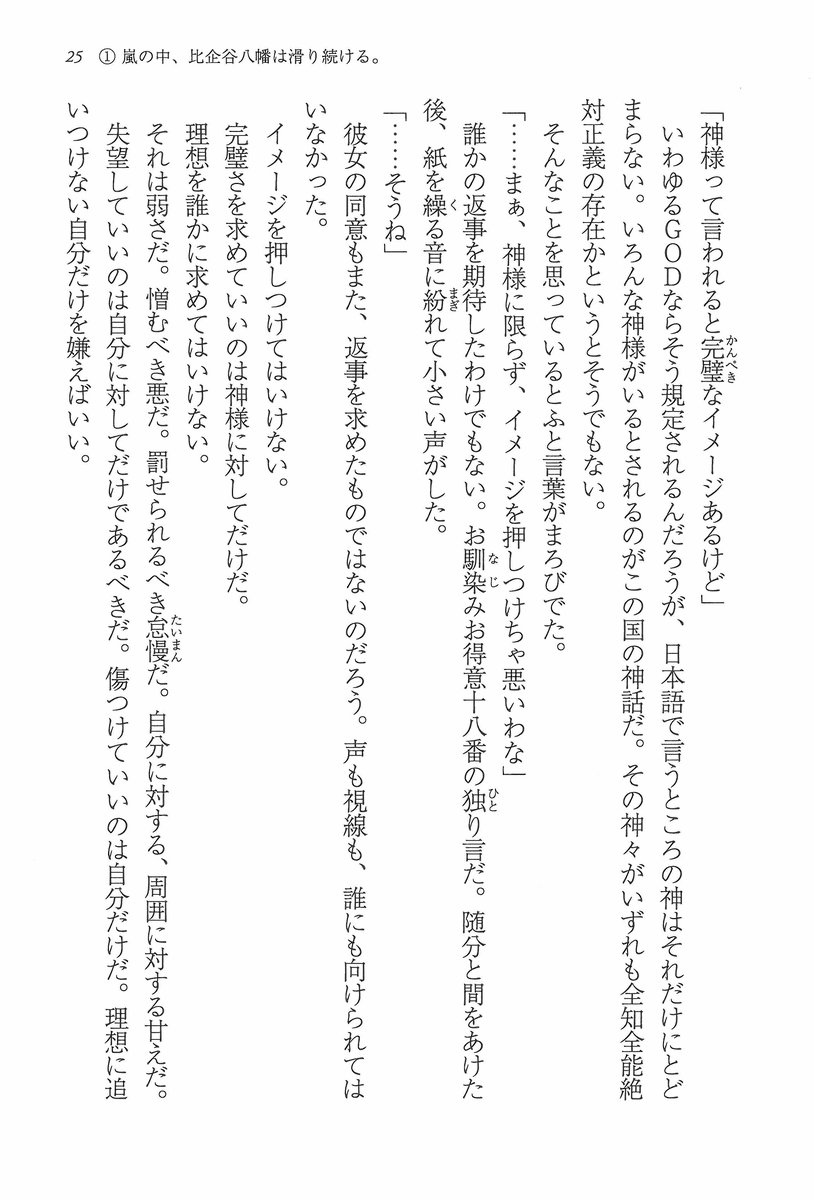 25 ① 嵐の中、比企谷八幡は滑り続ける。
「神様って言われると完璧なイメージあるけど」
いわゆるＧＯＤならそう規定されるんだろうが、日本語で言うところの神はそれだけにとど
まらない。いろんな神様がいるとされるのがこの国の神話だ。その神々がいずれも全知全能絶
対正義の存在かというとそうでもない。
そんなことを思っているとふと言葉がまろびでた。
「……まぁ、神様に限らず、イメージを押しつけちゃ悪いわな」
誰かの返事を期待したわけでもない。お馴染みお得意十八番の独り言だ。随分と間をあけた
後、紙を繰る音に紛れて小さい声がした。
「……そうね」
彼女の同意もまた、返事を求めたものではないのだろう。声も視線も、誰にも向けられては
いなかった。
イメージを押しつけてはいけない。
完璧さを求めていいのは神様に対してだけだ。
理想を誰かに求めてはいけない。
それは弱さだ。憎むべき悪だ。罰せられるべき怠慢だ。自分に対する、周囲に対する甘えだ。
失望していいのは自分に対してだけであるべきだ。傷つけていいのは自分だけだ。理想に追
いつけない自分だけを嫌えばいい。